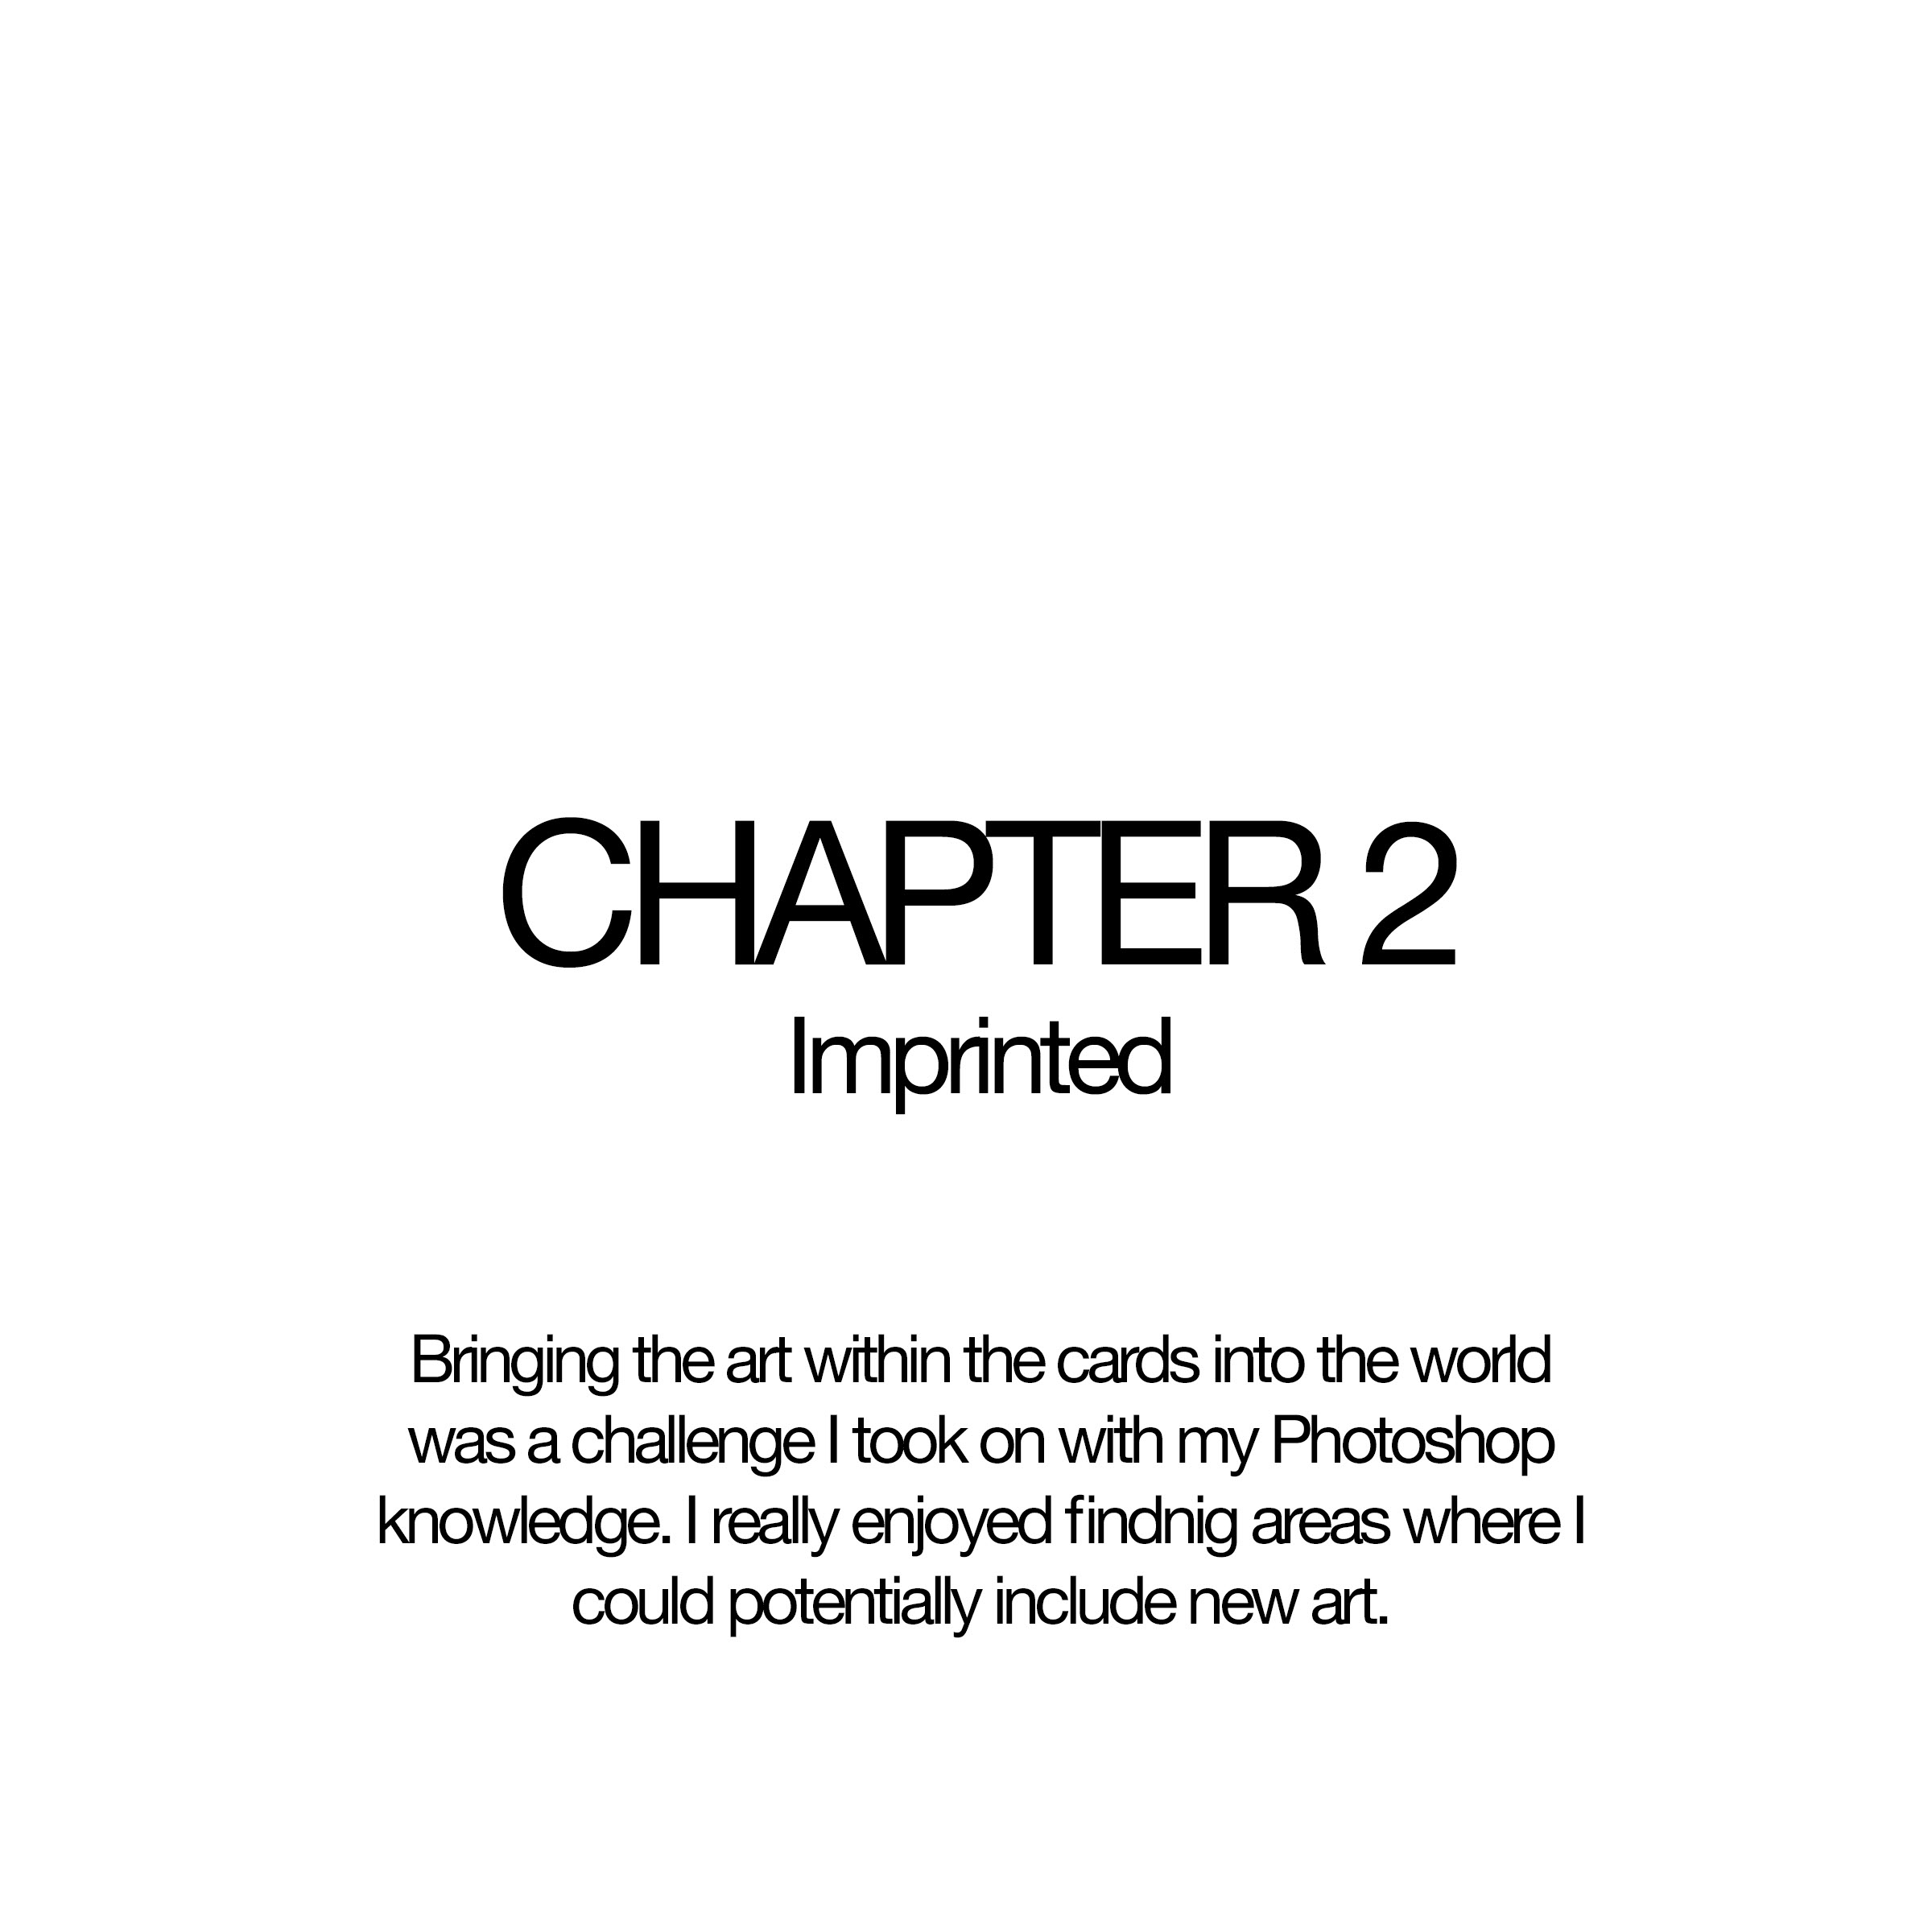 CHAPTER 2
Imprinted
Bringing the art within the cards into the world
was a challenge I took on with my Photoshop
knowledge. I really enjoyed findnig areas where I
could potentially include new art.